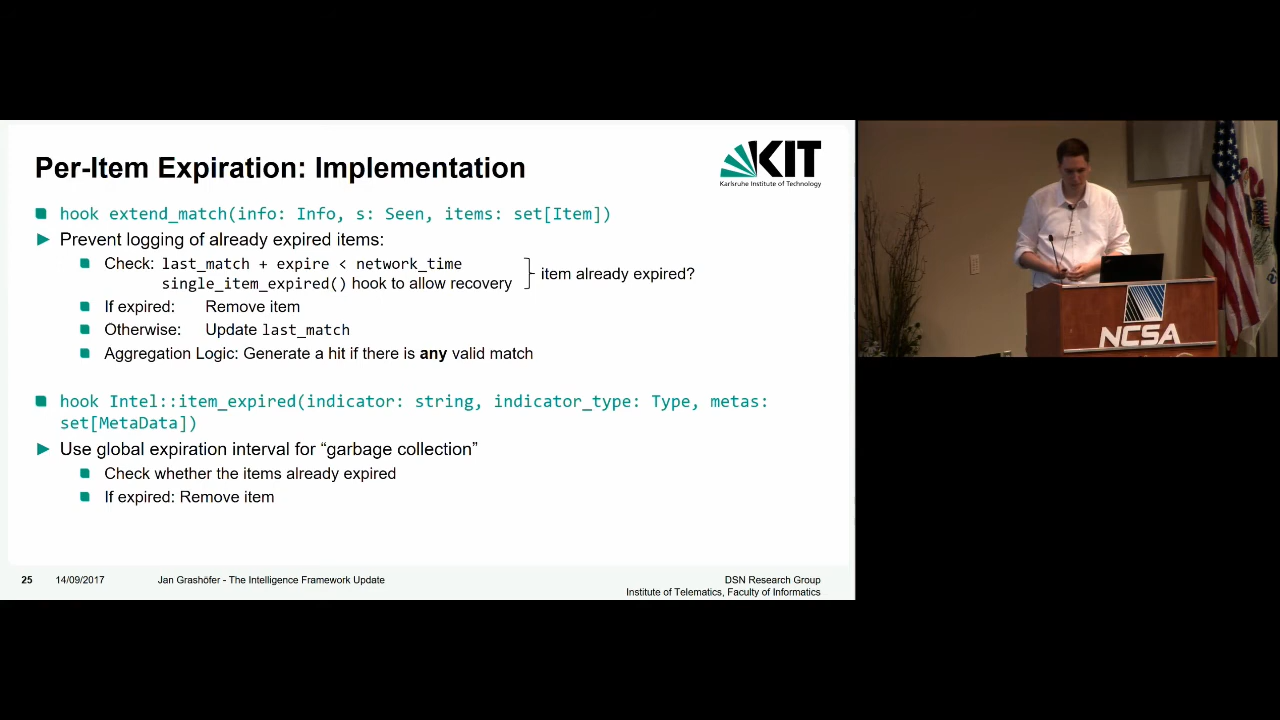 Per-Item Expiration: Implementation
KIT
Karlsruhe Institute of Technology
hook extend_match(info: Info, s: Seen, items: set[Item])
Prevent logging of already expired items:
Check: last_match + expire < network_time
single_item_expired() hook to allow recovery
item already expired?
If expired: Remove item
Otherwise: Update last_match
Aggregation Logic: Generate a hit if there is any valid match
hook Intel::item_expired(indicator: string, indicator_type: Type, metas:
set[MetaData])
Use global expiration interval for “garbage collection”
Check whether the items already expired
If expired: Remove item
25 14/09/2017 Jan Grashöfer - The Intelligence Framework Update
DSN Research Group
Institute of Telematics, Faculty of Informatics
NCSA